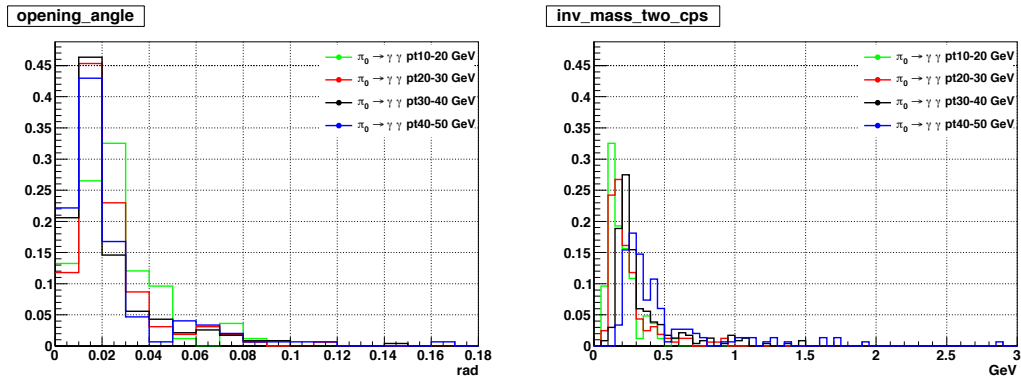 opening_angle
π₀ → γ γ pt10-20 GeV
π₀ → γ γ pt20-30 GeV
π₀ → γ γ pt30-40 GeV
π₀ → γ γ pt40-50 GeV
0.45
0.4
0.35
0.3
0.25
0.2
0.15
0.1
0.05
0
0 0.02 0.04 0.06 0.08 0.1 0.12 0.14 0.16 0.18
rad
inv_mass_two_cps
π₀ → γ γ pt10-20 GeV
π₀ → γ γ pt20-30 GeV
π₀ → γ γ pt30-40 GeV
π₀ → γ γ pt40-50 GeV
0.45
0.4
0.35
0.3
0.25
0.2
0.15
0.1
0.05
0
0 0.5 1 1.5 2 2.5 3
GeV